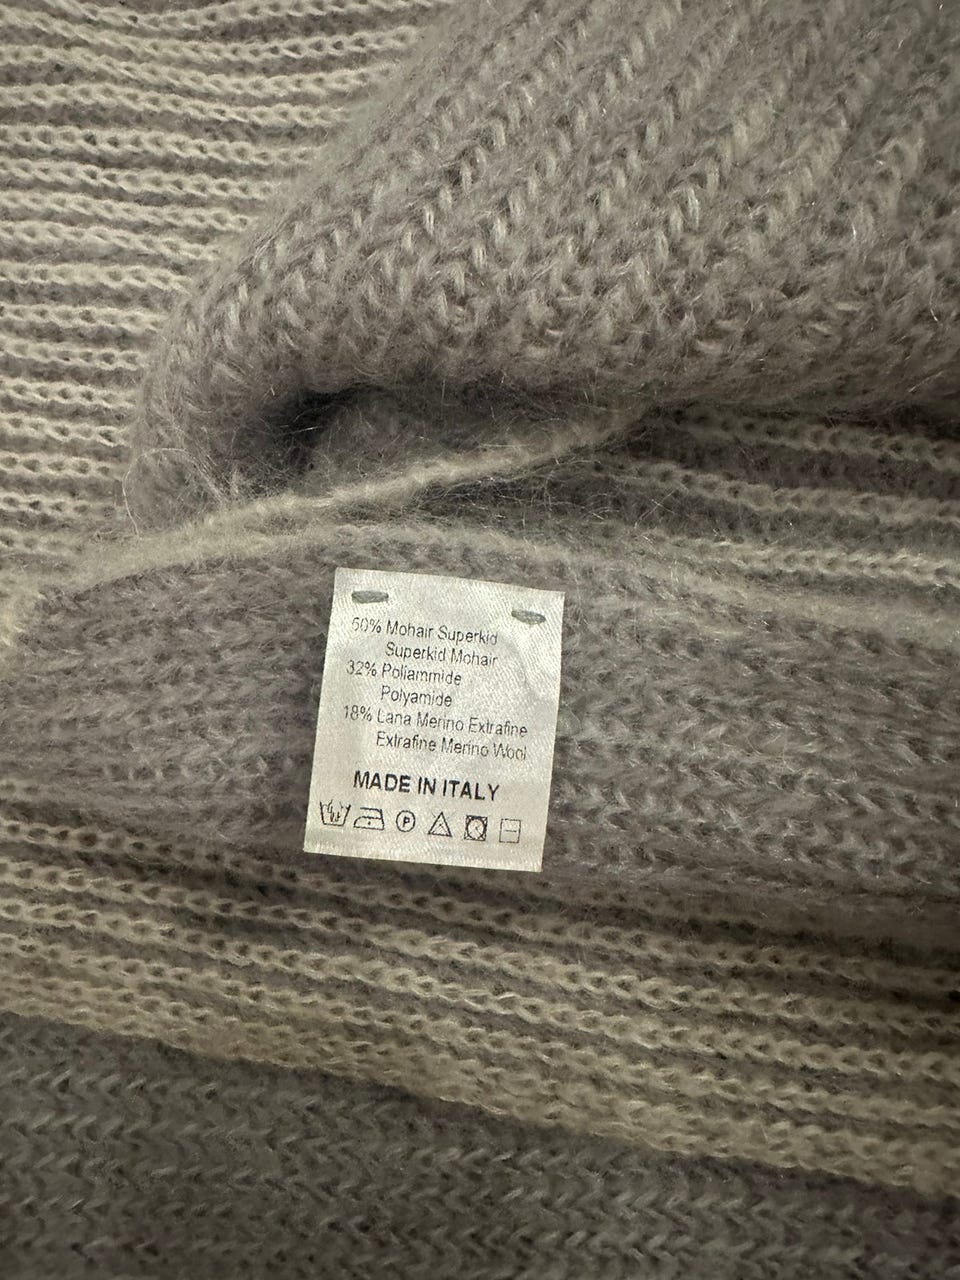 50% Mohair Superkid
Superkid Mohair
32% Poliammide
Polyamide
18% Lana Merino Extrafine
Extrafine Merino Wool
MADE IN ITALY
P